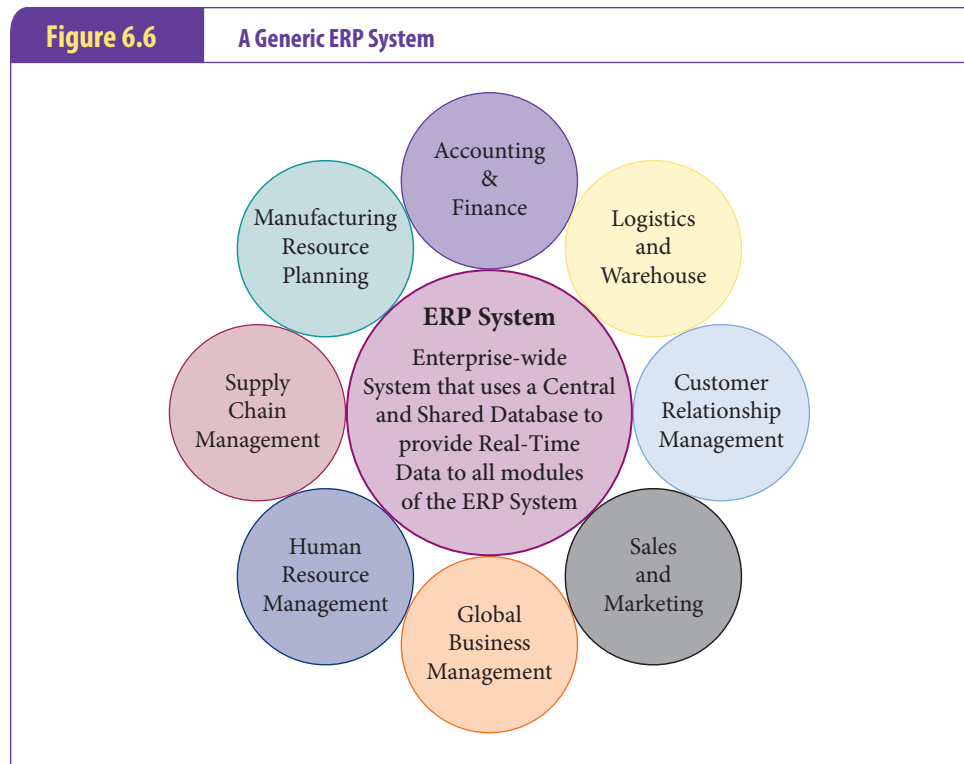 Figure 6.6
A Generic ERP System
Accounting
&
Finance
Logistics
and
Warehouse
Customer
Relationship
Management
Sales
and
Marketing
Global
Business
Management
Human
Resource
Management
Supply
Chain
Management
Manufacturing
Resource
Planning
ERP System
Enterprise-wide
System that uses a Central
and Shared Database to
provide Real-Time
Data to all modules
of the ERP System